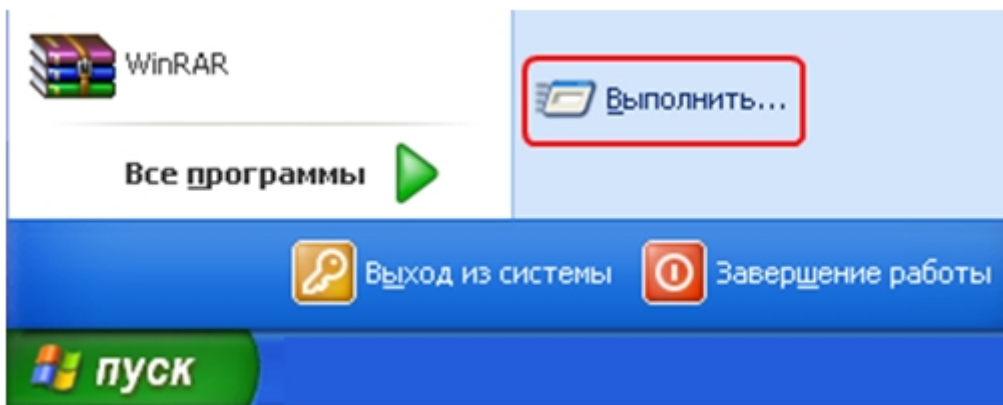 WinRAR
Выполнить...
Все программы
Выход из системы
Завершение работы
пуск